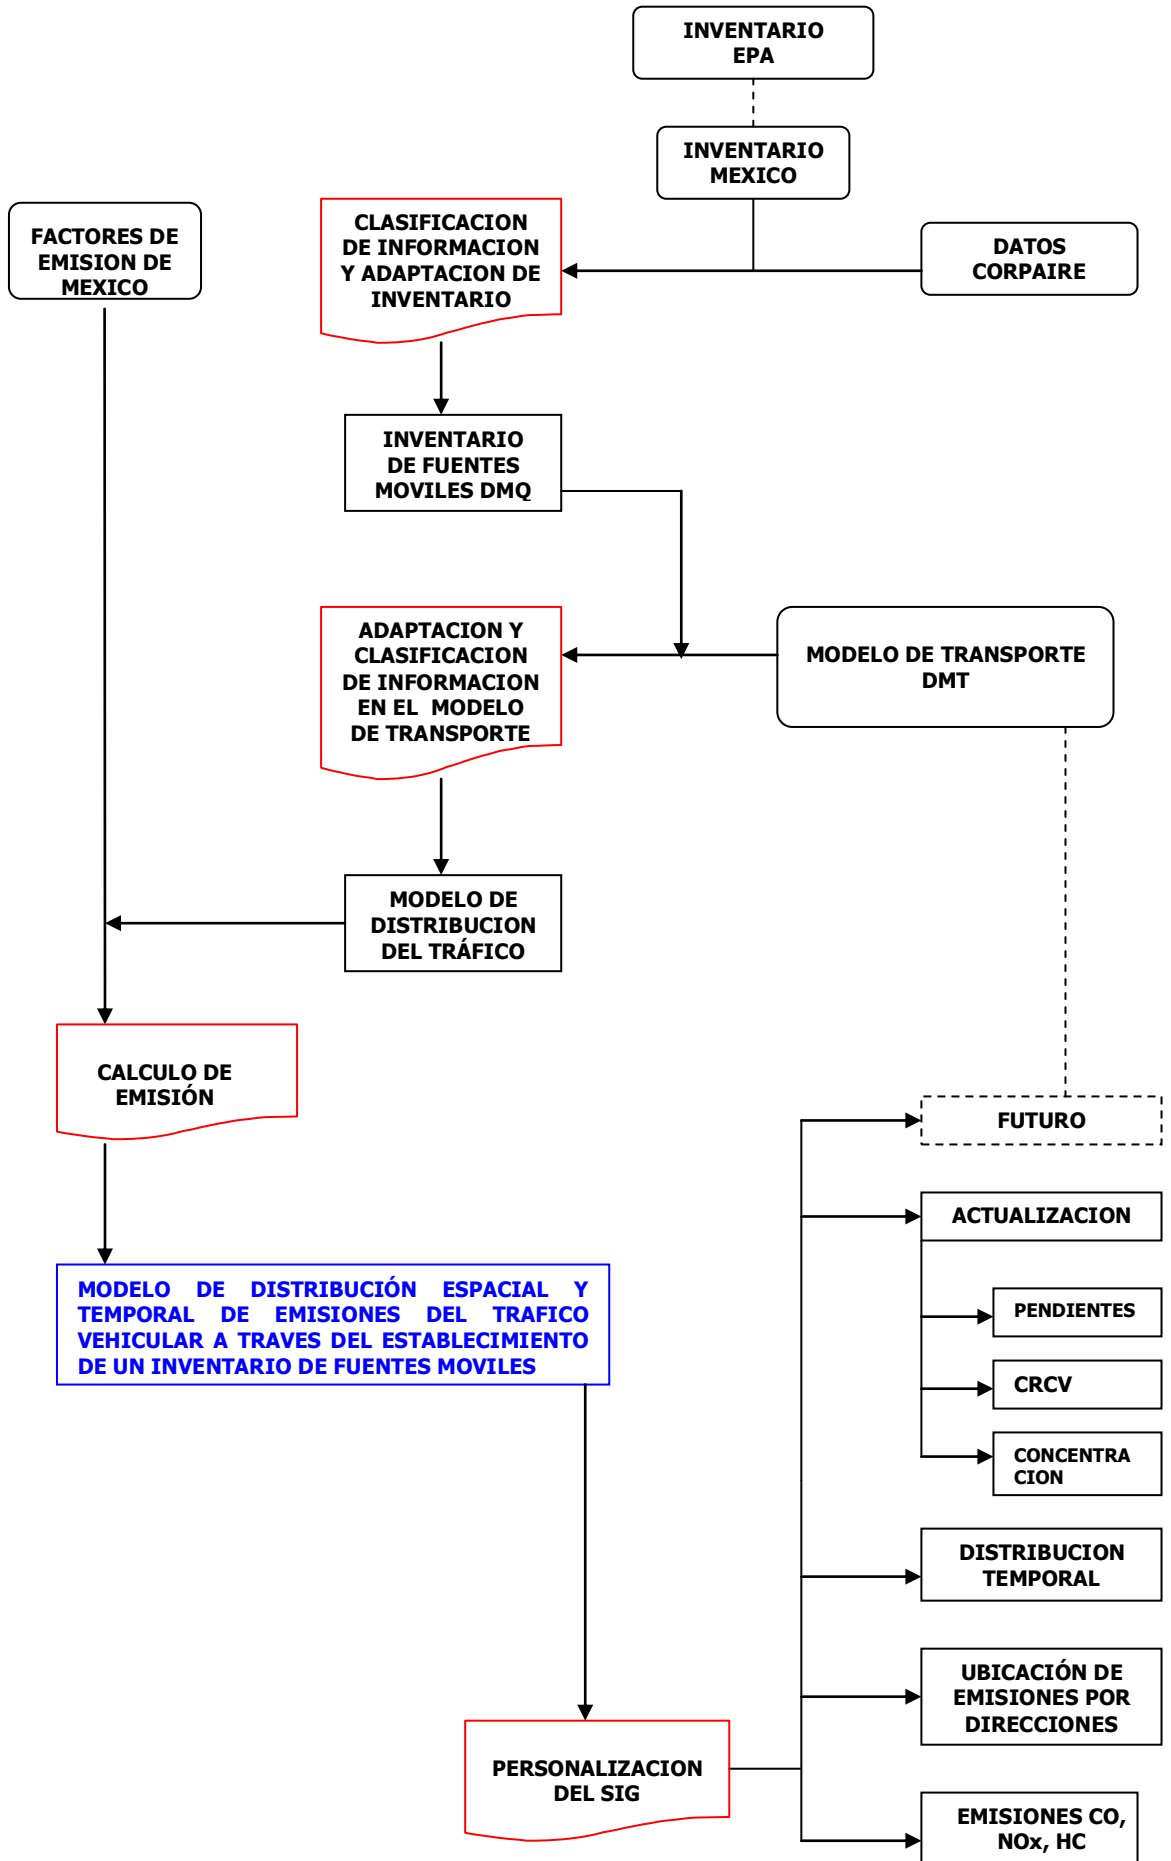 INVENTARIO
EPA
INVENTARIO
MEXICO
FACTORES DE
EMISION DE
MEXICO
CLASIFICACION
DE INFORMACION
Y ADAPTACION DE
INVENTARIO
DATOS
CORPAIRE
INVENTARIO
DE FUENTES
MOVILES DMQ
ADAPTACION Y
CLASIFICACION
DE INFORMACION
EN EL MODELO
DE TRANSPORTE
MODELO DE TRANSPORTE
DMT
MODELO DE
DISTRIBUCION
DEL TRÁFICO
CALCULO DE
EMISIÓN
FUTURO
ACTUALIZACION
MODELO DE DISTRIBUCIÓN ESPACIAL Y
TEMPORAL DE EMISIONES DEL TRAFICO
VEHICULAR A TRAVES DEL ESTABLECIMIENTO
DE UN INVENTARIO DE FUENTES MOVILES
PENDIENTES
CRCV
CONCENTRA
CION
DISTRIBUCION
TEMPORAL
UBICACIÓN DE
EMISIONES POR
DIRECCIONES
PERSONALIZACION
DEL SIG
EMISIONES CO,
NOx, HC